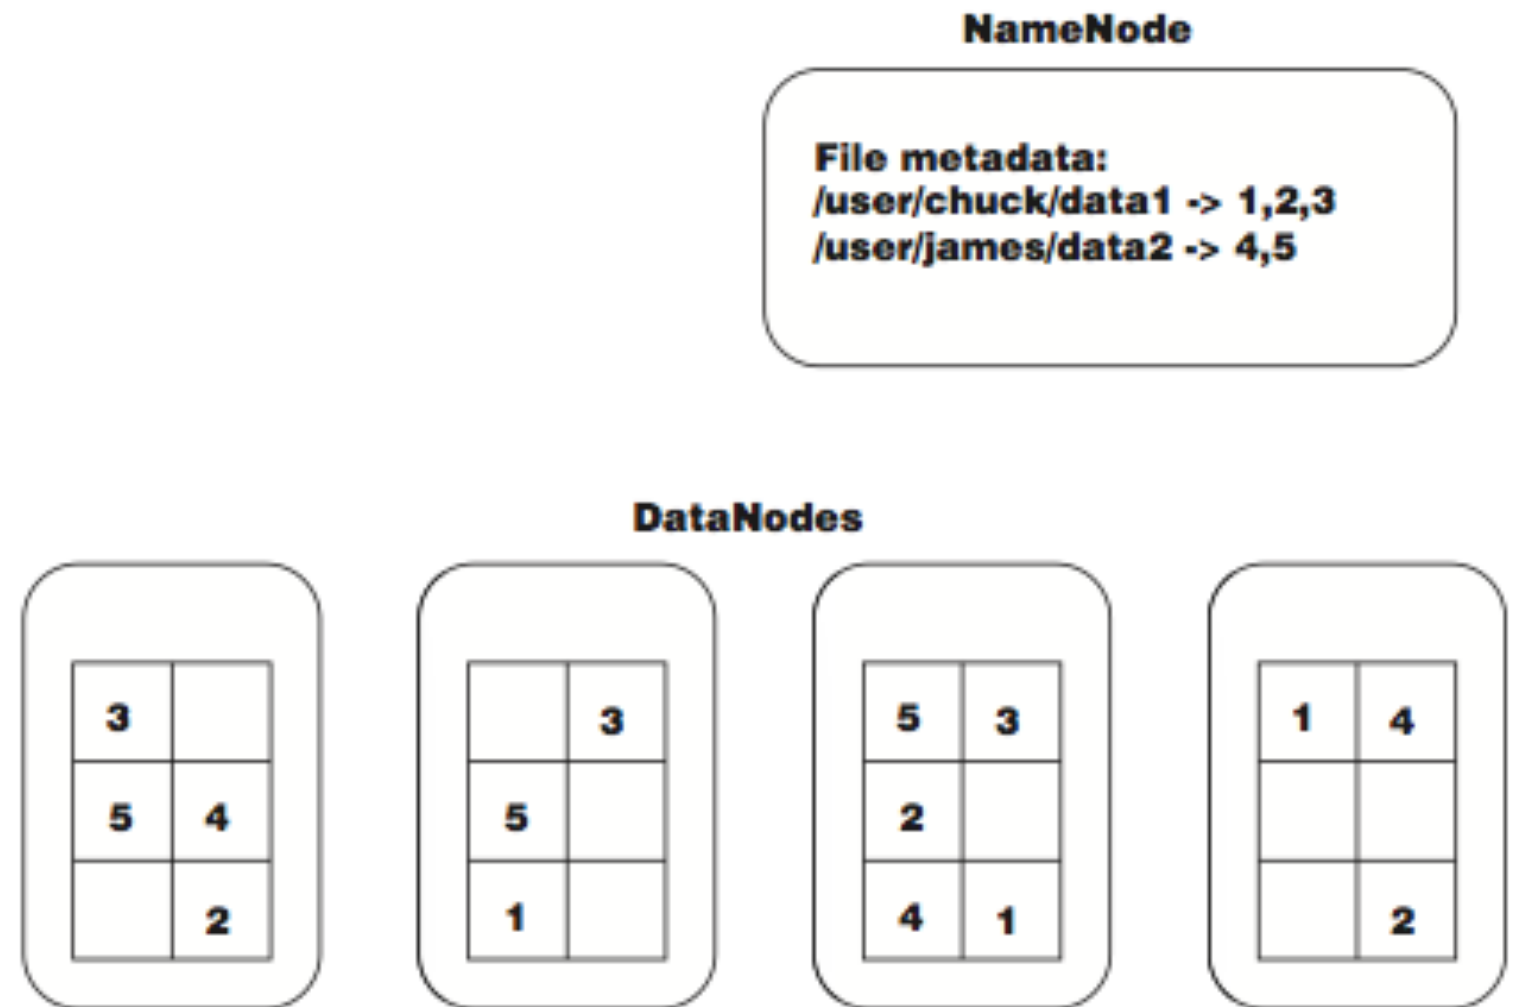 NameNode
File metadata:
/user/chuck/data1 -> 1,2,3
/user/james/data2 -> 4,5
DataNodes
3
5 4
2
3
5
1
5 3
2
4 1
1 4
2